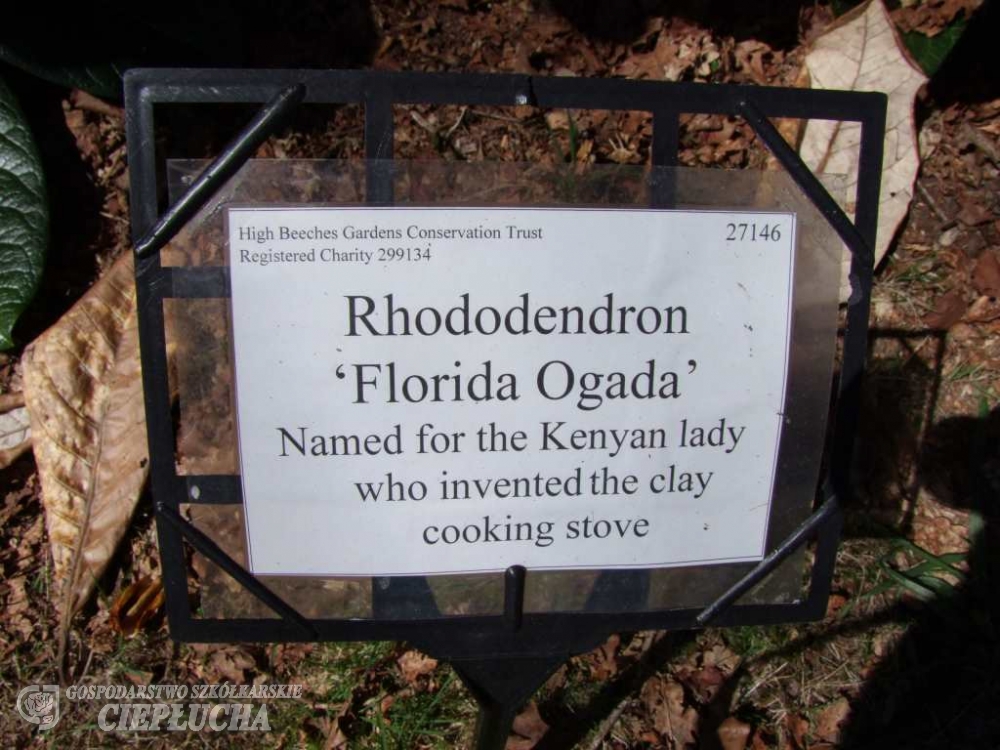 High Beeches Gardens Conservation Trust 27146
Registered Charity 299134
Rhododendron
‘Florida Ogada’
Named for the Kenyan lady
who invented the clay
cooking stove
GOSPODARSTWO SZKÓŁKARSKIE
CIEPŁUCHA